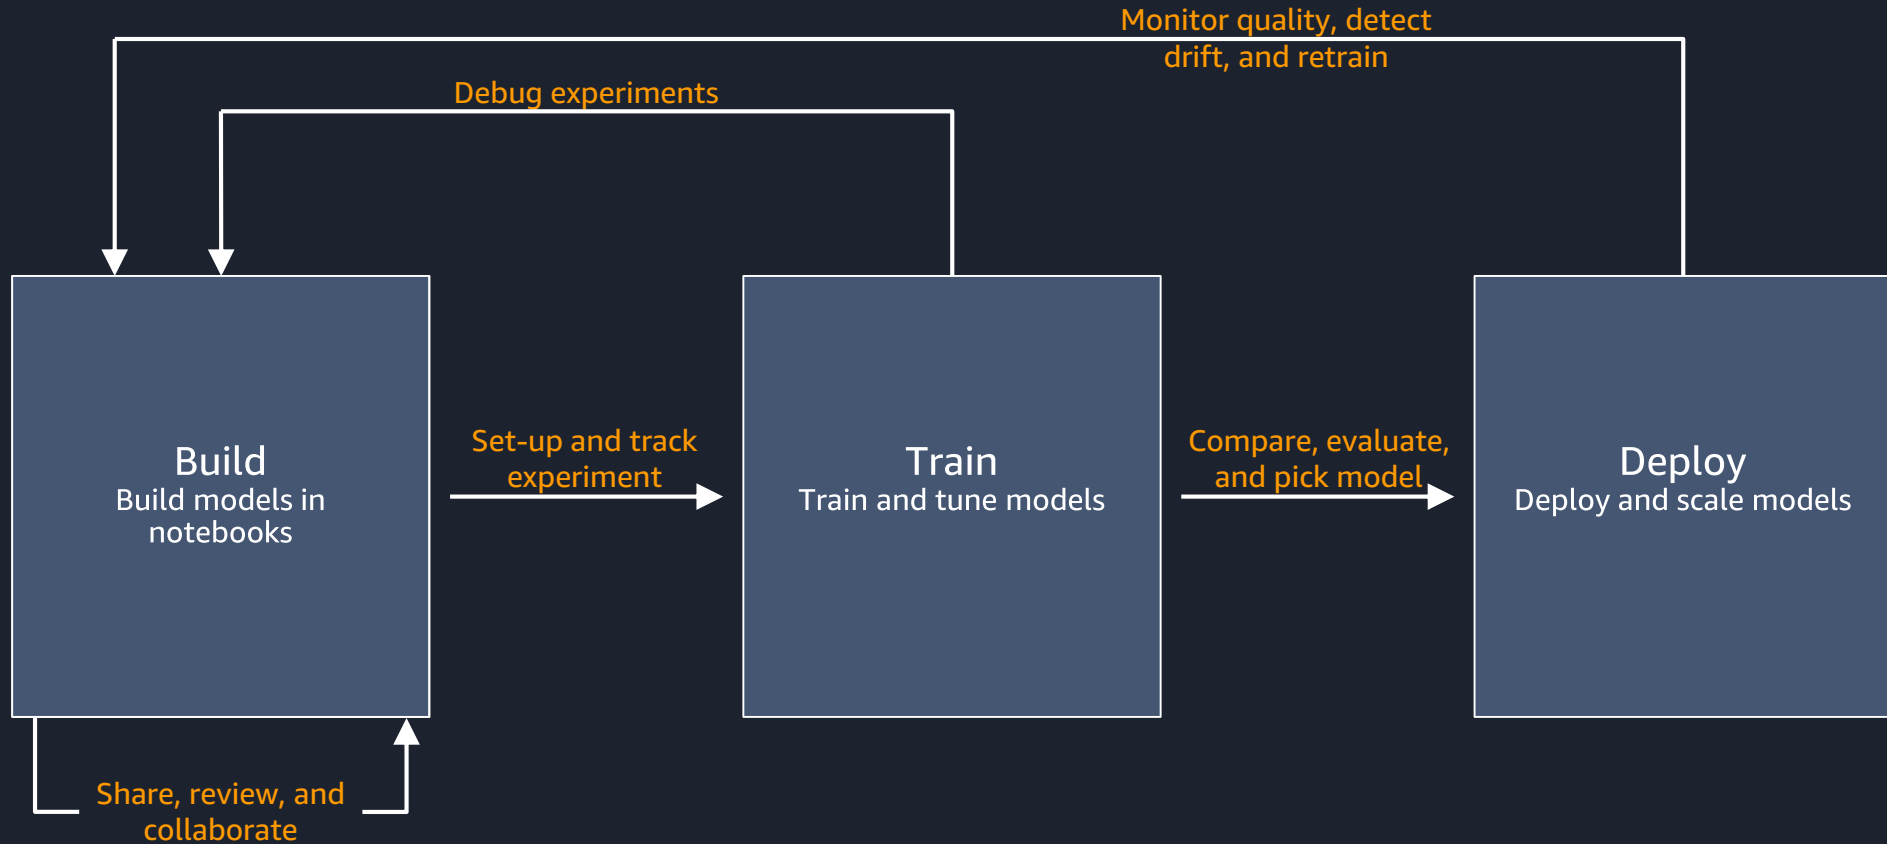 Monitor quality, detect
drift, and retrain
Debug experiments
Build
Build models in
notebooks
Set-up and track
experiment
Train
Train and tune models
Compare, evaluate,
and pick model
Deploy
Deploy and scale models
Share, review, and
collaborate